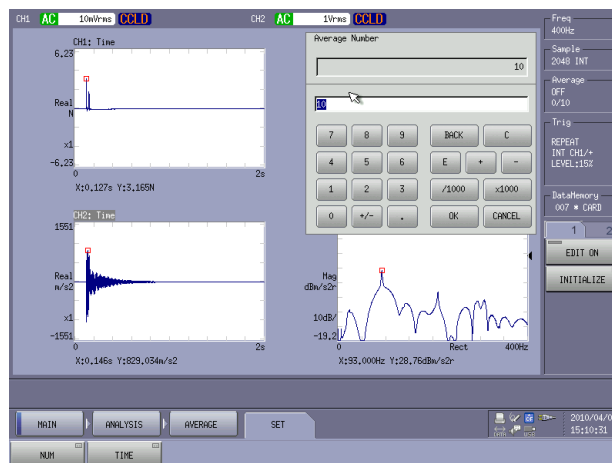 CH1 AC 10mVrms CCLD CH2 AC 1Vrms CCLD
Freq
400Hz
Sample
2048 INT
Average
OFF
0/10
Trig
REPEAT
INT CH1/+
LEVEL:15%
DataMemory
007 * CARD
1 2
EDIT ON
INITIALIZE
CH1: Time
6.23
Real
N
x1
-6.23
0 2s
X:0.127s Y:3.165N
Average Number
10
10
7 8 9 BACK C
4 5 6 E + -
1 2 3 /1000 x1000
0 +/- . OK CANCEL
CH2: Time
1551
Real
m/s2
x1
-1551
0 2s
X:0.146s Y:829.034m/s2
Mag
dBm/s2r
10dB/
-19.2
0 Rect 400Hz
X:93.000Hz Y:28.76dBm/s2r
MAIN ANALYSIS AVERAGE SET
DATA USB
2010/04/0
15:10:31
NUM TIME